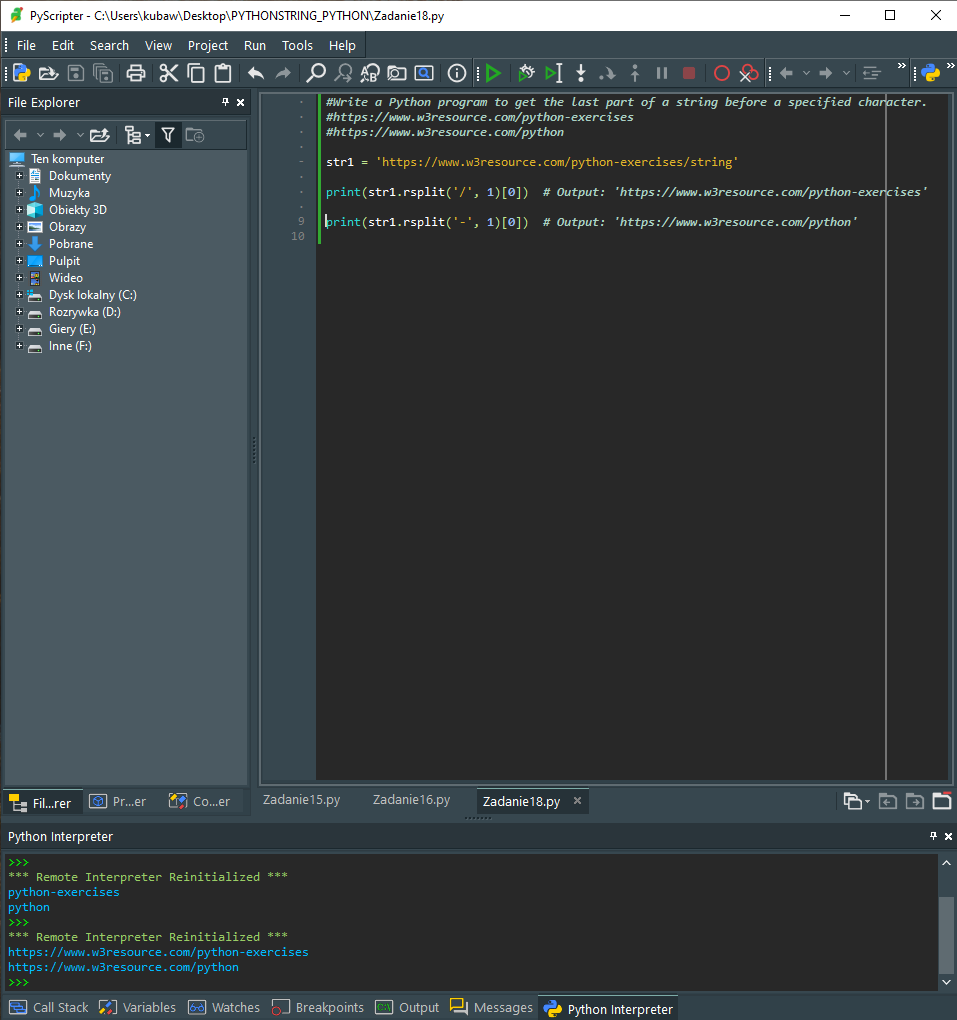 PyScripter - C:\Users\kubaw\Desktop\PYTHONSTRING_PYTHON\Zadanie18.py
File Edit Search View Project Run Tools Help
File Explorer
Ten komputer
Dokumenty
Muzyka
Obiekty 3D
Obrazy
Pobrane
Pulpit
Wideo
Dysk lokalny (C:)
Rozrywka (D:)
Giery (E:)
Inne (F:)
Fil...rer Pr...er Co...er
#Write a Python program to get the last part of a string before a specified character.
#https://www.w3resource.com/python-exercises
#https://www.w3resource.com/python
str1 = 'https://www.w3resource.com/python-exercises/string'
print(str1.rsplit('/', 1)[0])  # Output: 'https://www.w3resource.com/python-exercises'
9 print(str1.rsplit('-', 1)[0])  # Output: 'https://www.w3resource.com/python'
10
Zadanie15.py Zadanie16.py Zadanie18.py
Python Interpreter
>>>
*** Remote Interpreter Reinitialized ***
python-exercises
python
>>>
*** Remote Interpreter Reinitialized ***
https://www.w3resource.com/python-exercises
https://www.w3resource.com/python
>>>
Call Stack Variables Watches Breakpoints Output Messages Python Interpreter